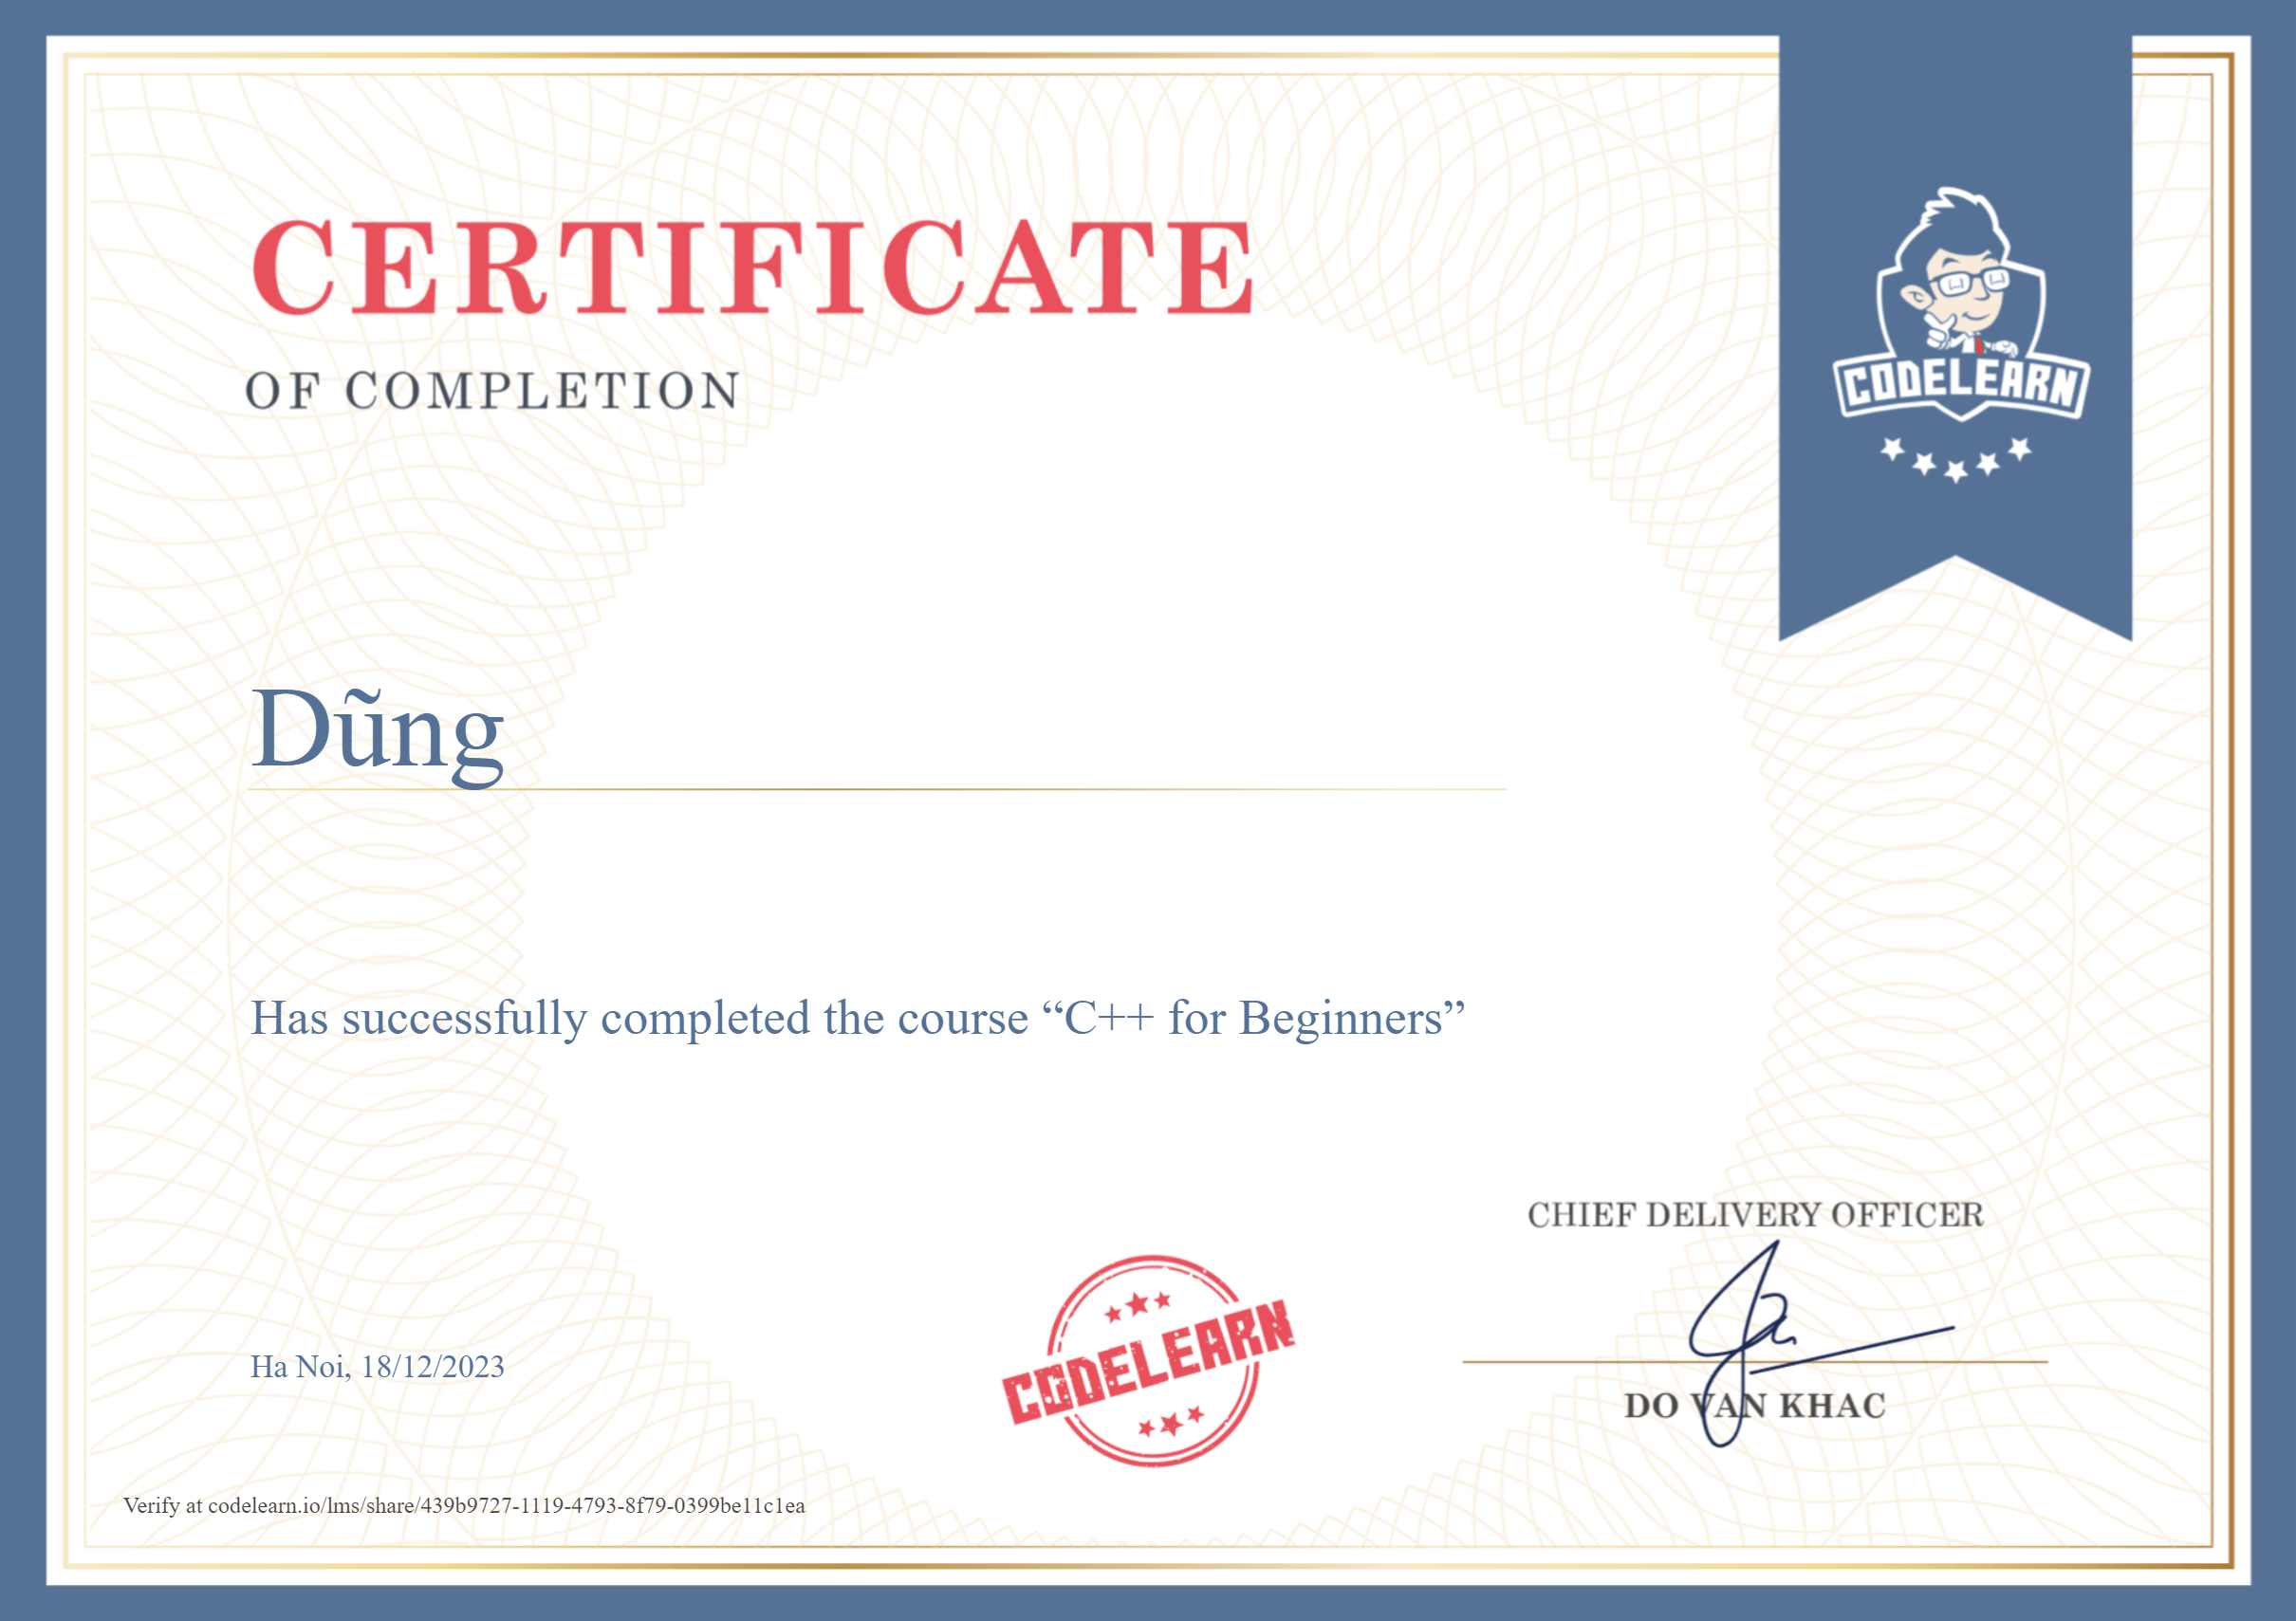 CERTIFICATE
OF COMPLETION
CODELEARN
Dũng
Has successfully completed the course “C++ for Beginners”
CHIEF DELIVERY OFFICER
CODELEARN
Ha Noi, 18/12/2023
DO VAN KHAC
Verify at codelearn.io/lms/share/439b9727-1119-4793-8f79-0399be11c1ea